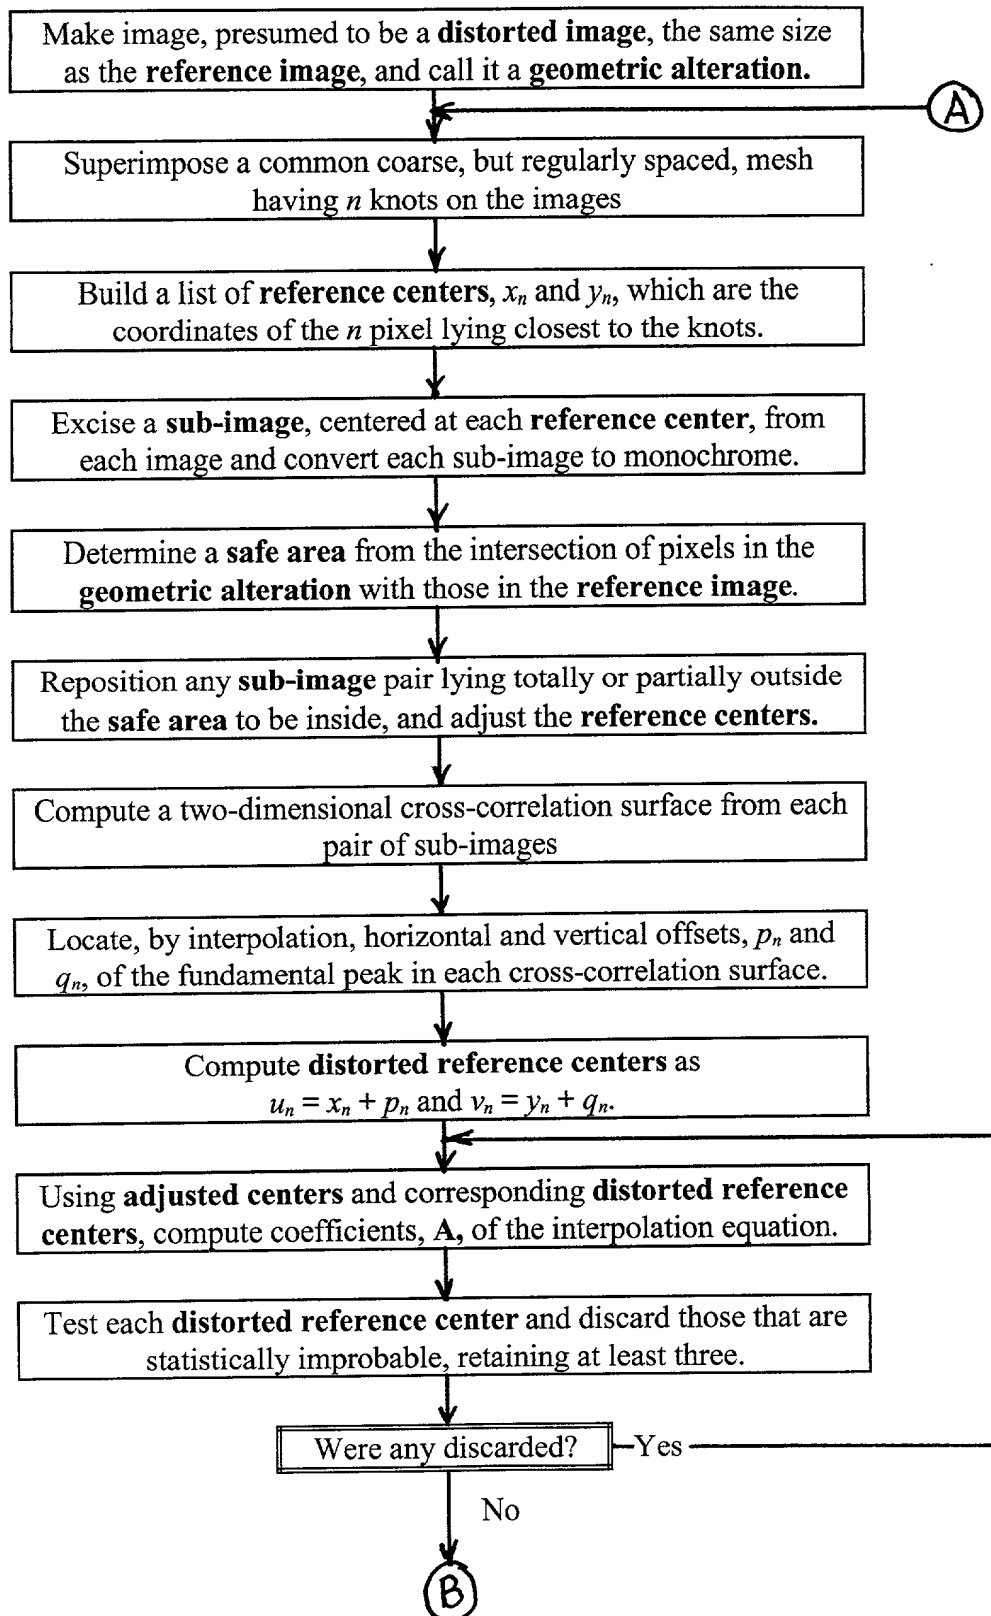 Make image, presumed to be a distorted image, the same size
as the reference image, and call it a geometric alteration.
A
Superimpose a common coarse, but regularly spaced, mesh
having n knots on the images
Build a list of reference centers, xn and yn, which are the
coordinates of the n pixel lying closest to the knots.
Excise a sub-image, centered at each reference center, from
each image and convert each sub-image to monochrome.
Determine a safe area from the intersection of pixels in the
geometric alteration with those in the reference image.
Reposition any sub-image pair lying totally or partially outside
the safe area to be inside, and adjust the reference centers.
Compute a two-dimensional cross-correlation surface from each
pair of sub-images
Locate, by interpolation, horizontal and vertical offsets, pn and
qn, of the fundamental peak in each cross-correlation surface.
Compute distorted reference centers as
un = xn + pn and vn = yn + qn.
Using adjusted centers and corresponding distorted reference
centers, compute coefficients, A, of the interpolation equation.
Test each distorted reference center and discard those that are
statistically improbable, retaining at least three.
Were any discarded? Yes
No
B